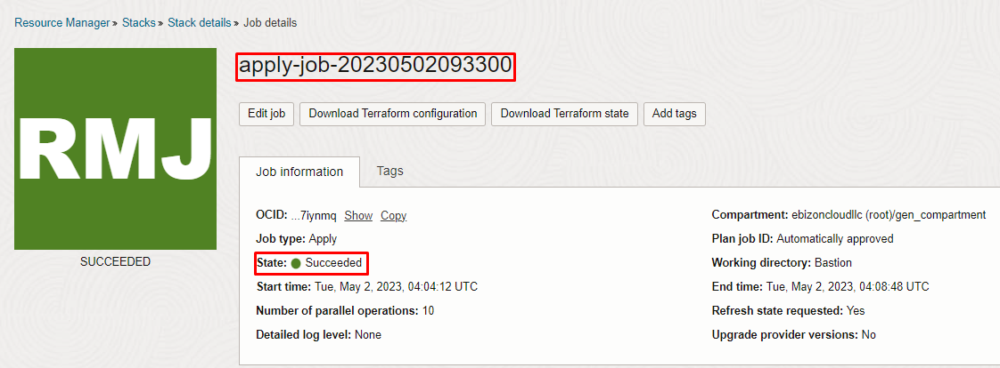 Resource Manager » Stacks » Stack details » Job details
RMJ
SUCCEEDED
apply-job-20230502093300
Edit job
Download Terraform configuration
Download Terraform state
Add tags
Job information
Tags
OCID: ...7iynmq Show Copy
Job type: Apply
State: Succeeded
Start time: Tue, May 2, 2023, 04:04:12 UTC
Number of parallel operations: 10
Detailed log level: None
Compartment: ebizoncloudllc (root)/gen_compartment
Plan job ID: Automatically approved
Working directory: Bastion
End time: Tue, May 2, 2023, 04:08:48 UTC
Refresh state requested: Yes
Upgrade provider versions: No